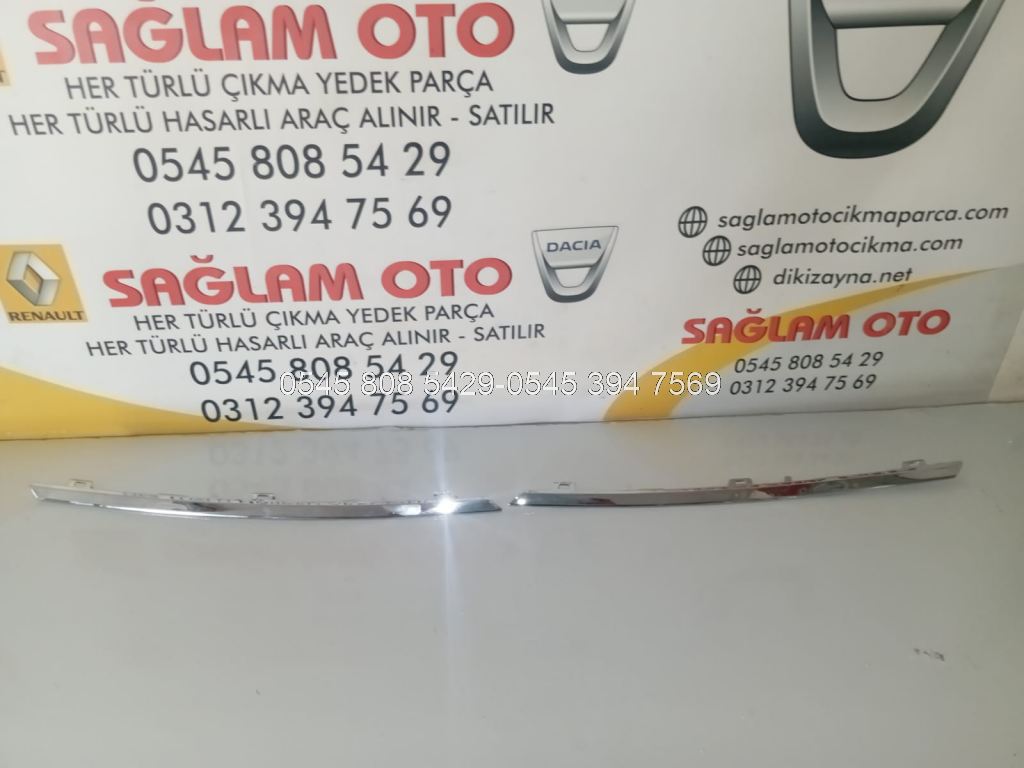 SAĞLAM OTO
HER TÜRLÜ ÇIKMA YEDEK PARÇA
HER TÜRLÜ HASARLI ARAÇ ALINIR - SATILIR
0545 808 54 29
0312 394 75 69
saglamotocikmaparca.com
saglamotocikma.com
dikizayna.net
RENAULT
SAĞLAM OTO
HER TÜRLÜ ÇIKMA YEDEK PARÇA
HER TÜRLÜ HASARLI ARAÇ ALINIR - SATILIR
0545 808 54 29
0312 394 75 69
DACIA
SAĞLAM OTO
0545 808 54 29
0312 394 75 69
0545 808 5429-0545 394 7569